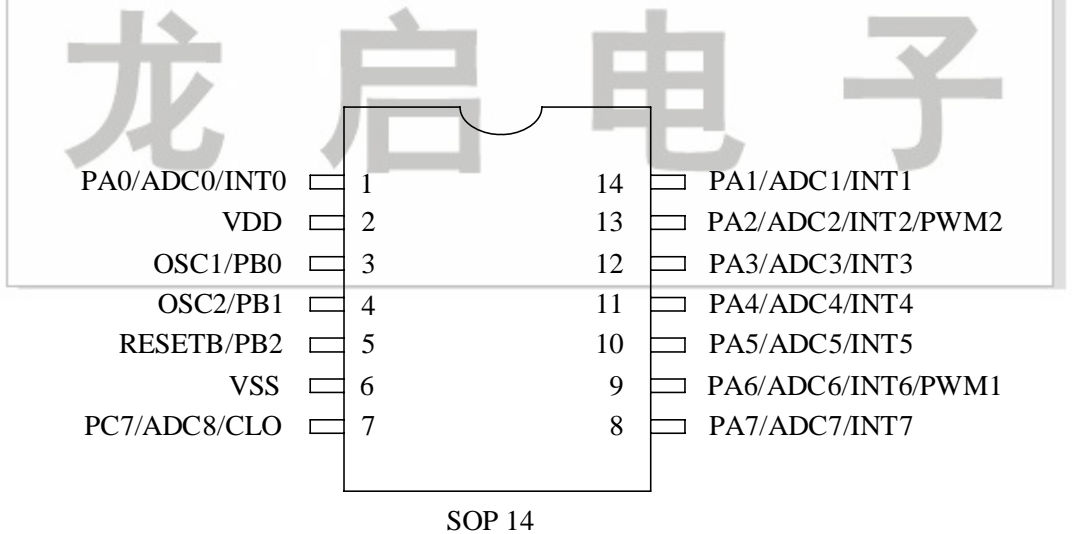 龙启电子
PA0/ADC0/INT0 1 14 PA1/ADC1/INT1
VDD 2 13 PA2/ADC2/INT2/PWM2
OSC1/PB0 3 12 PA3/ADC3/INT3
OSC2/PB1 4 11 PA4/ADC4/INT4
RESETB/PB2 5 10 PA5/ADC5/INT5
VSS 6 9 PA6/ADC6/INT6/PWM1
PC7/ADC8/CLO 7 8 PA7/ADC7/INT7
SOP 14